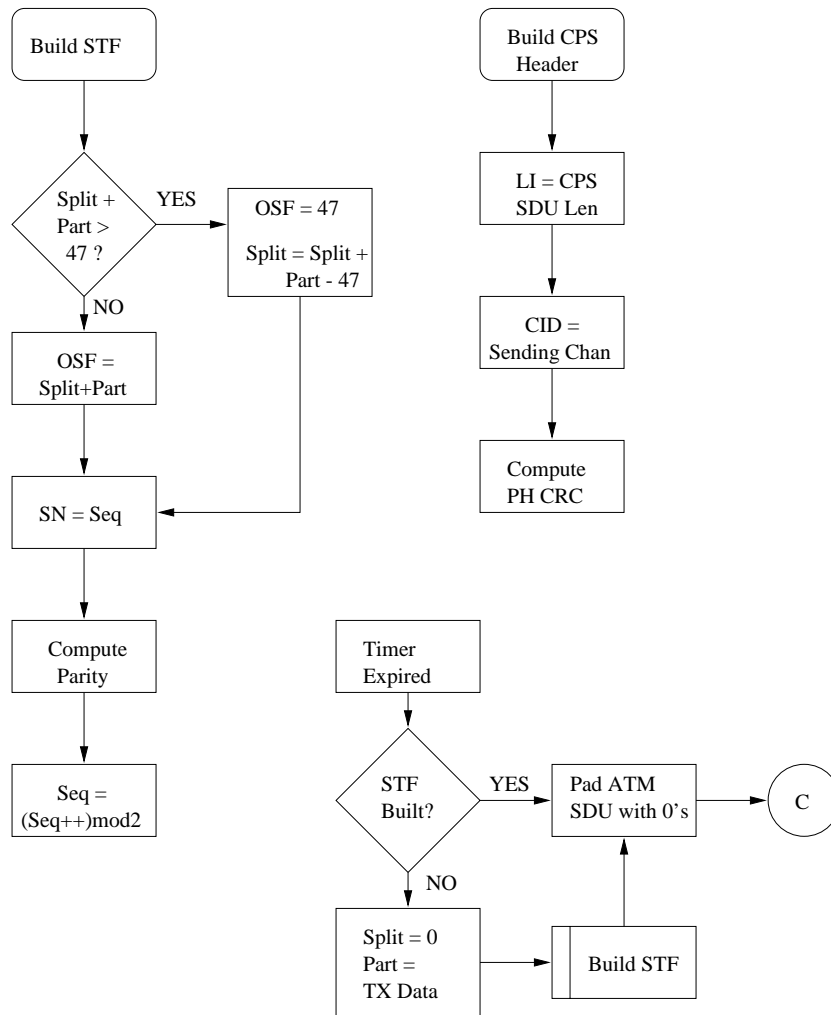 Build STF
Split +
Part >
47 ?
YES
OSF = 47
Split = Split +
Part - 47
NO
OSF =
Split+Part
SN = Seq
Compute
Parity
Seq =
(Seq++)mod2
Build CPS
Header
LI = CPS
SDU Len
CID =
Sending Chan
Compute
PH CRC
Timer
Expired
STF
Built?
YES
Pad ATM
SDU with 0's
C
NO
Split = 0
Part =
TX Data
Build STF